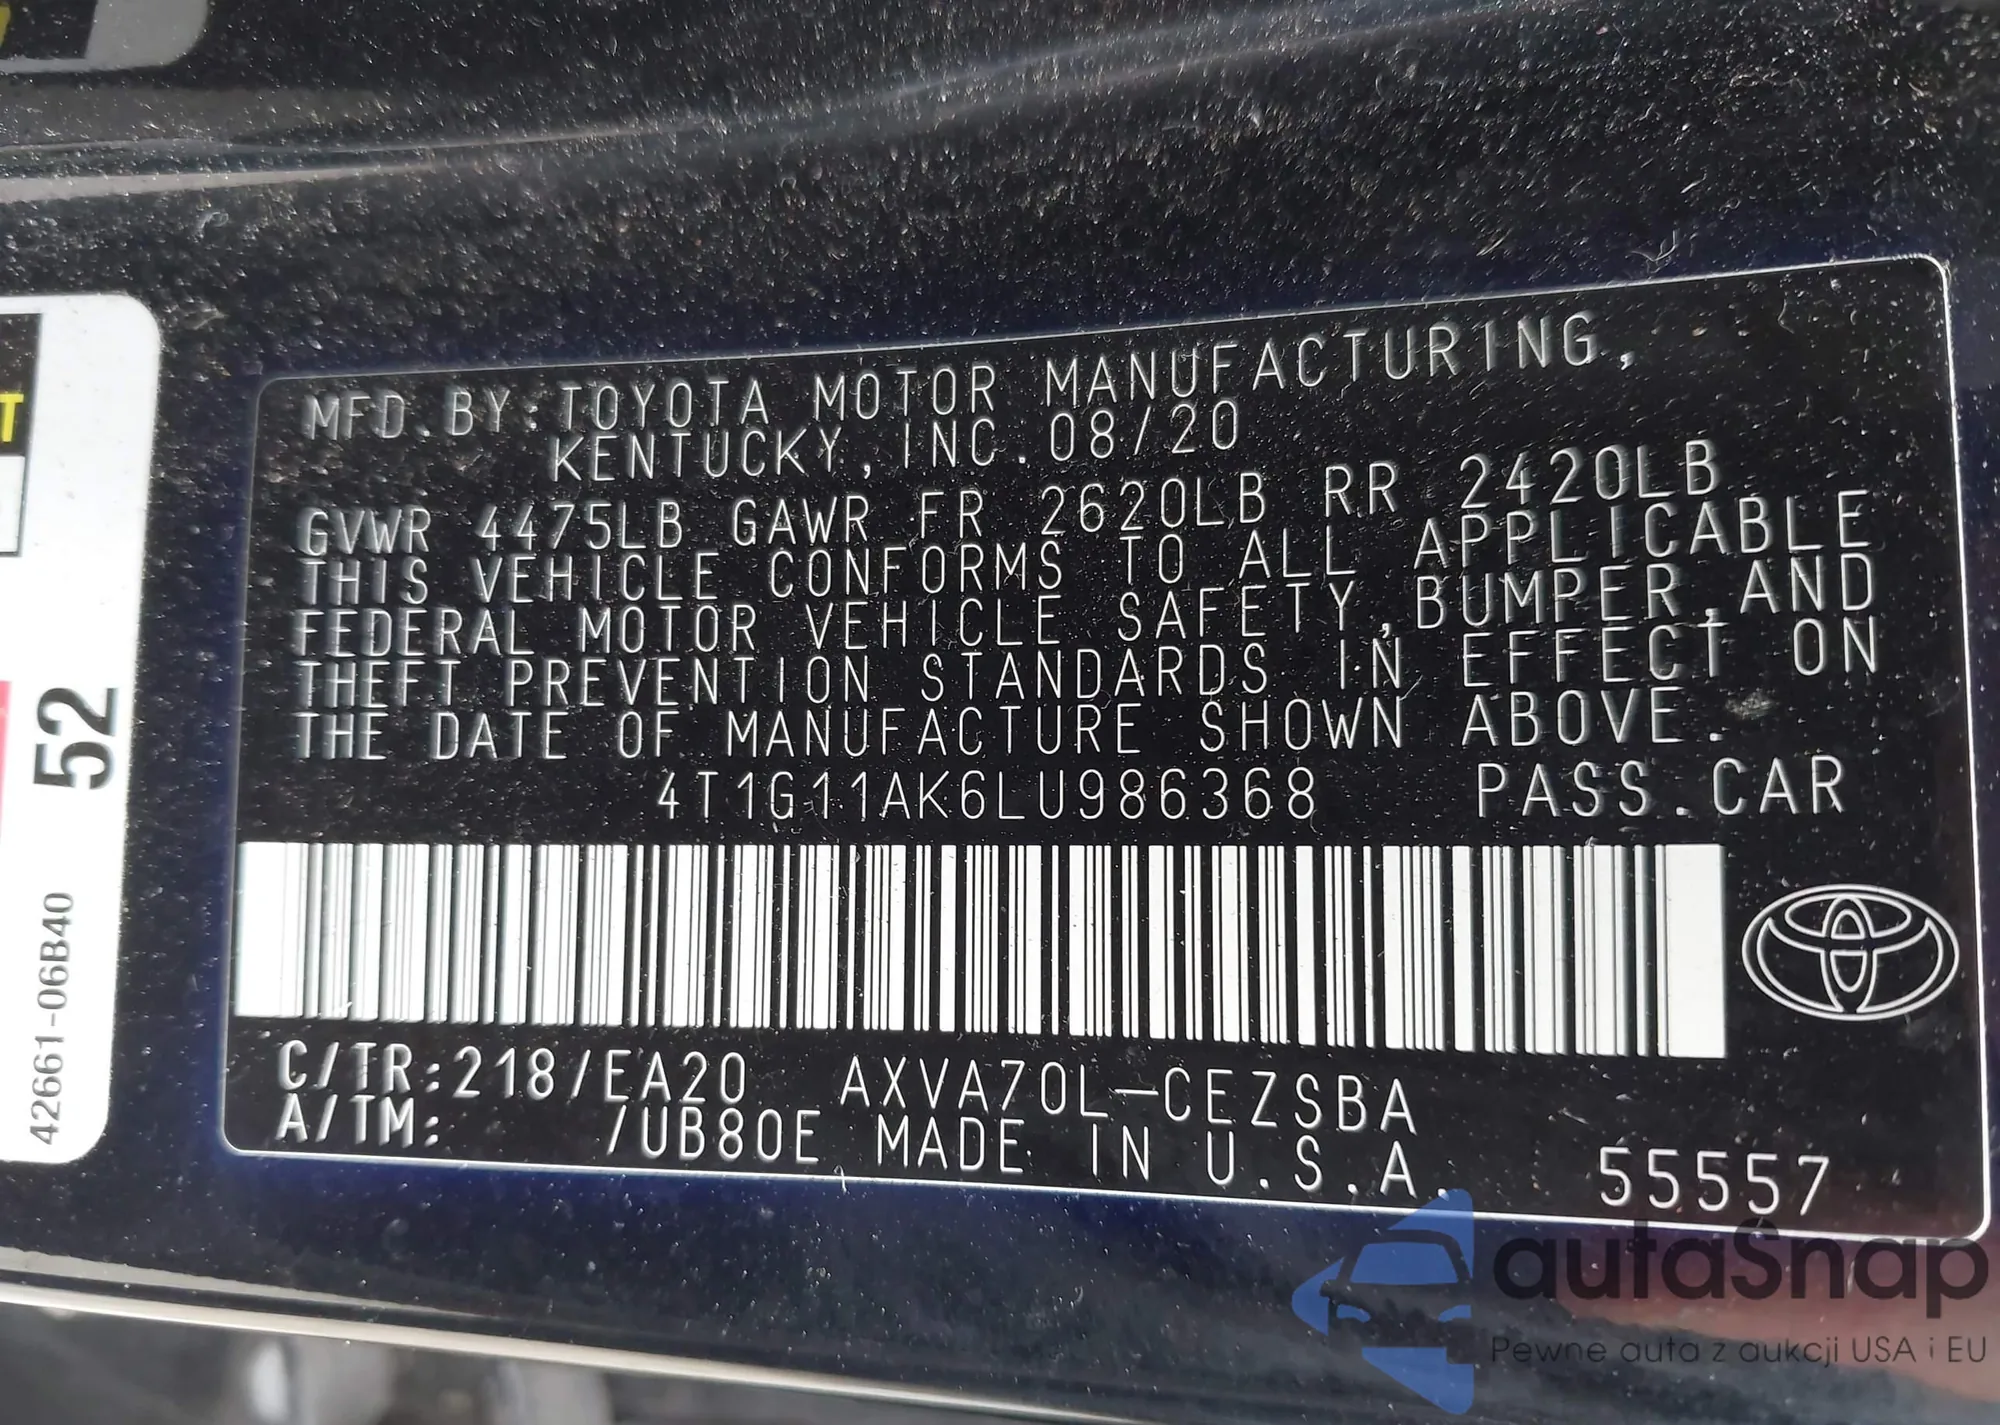 MFD.BY:TOYOTA MOTOR MANUFACTURING,
KENTUCKY,INC.08/20
GVWR 4475LB GAWR FR 2620LB RR 2420LB
THIS VEHICLE CONFORMS TO ALL APPLICABLE
FEDERAL MOTOR VEHICLE SAFETY,BUMPER,AND
THEFT PREVENTION STANDARDS IN EFFECT ON
THE DATE OF MANUFACTURE SHOWN ABOVE.
4T1G11AK6LU986368 PASS.CAR
C/TR:218/EA20 AXVA70L-CEZSBA
A/TM: /UB80E MADE IN U.S.A. 55557
T
52
42661-06B40
autaSnap
Pewne auta z aukcji USA i EU